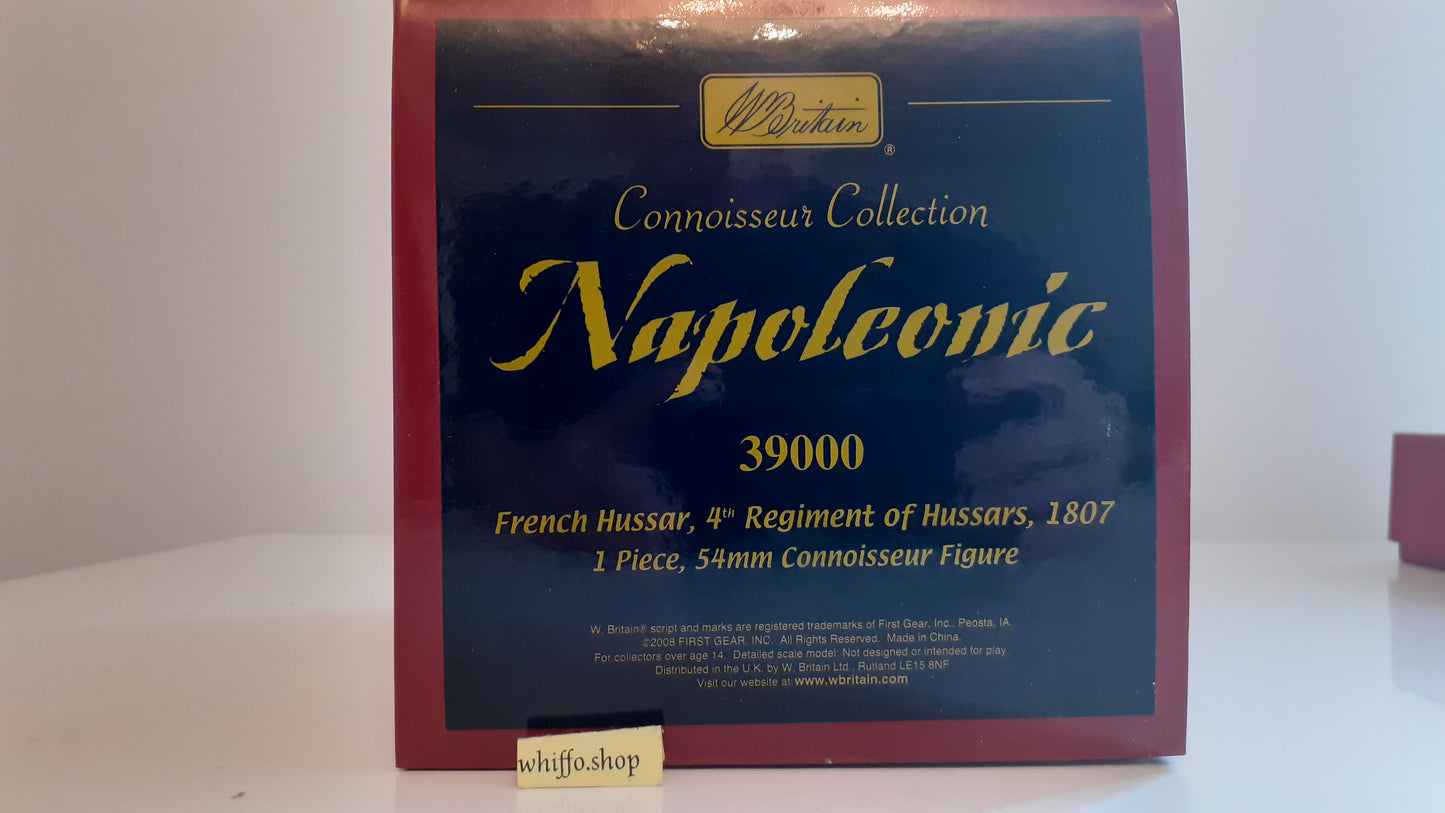 W Britain®
Connoisseur Collection
Napoleonic
39000
French Hussar, 4th Regiment of Hussars, 1807
1 Piece, 54mm Connoisseur Figure
W. Britain® script and marks are registered trademarks of First Gear, Inc., Peosta, IA.
©2008 FIRST GEAR, INC. All Rights Reserved. Made in China.
For collectors over age 14. Detailed scale model: Not designed or intended for play.
Distributed in the U.K. by W. Britain Ltd., Rutland LE15 8NF
Visit our website at: www.wbritain.com
whiffo.shop